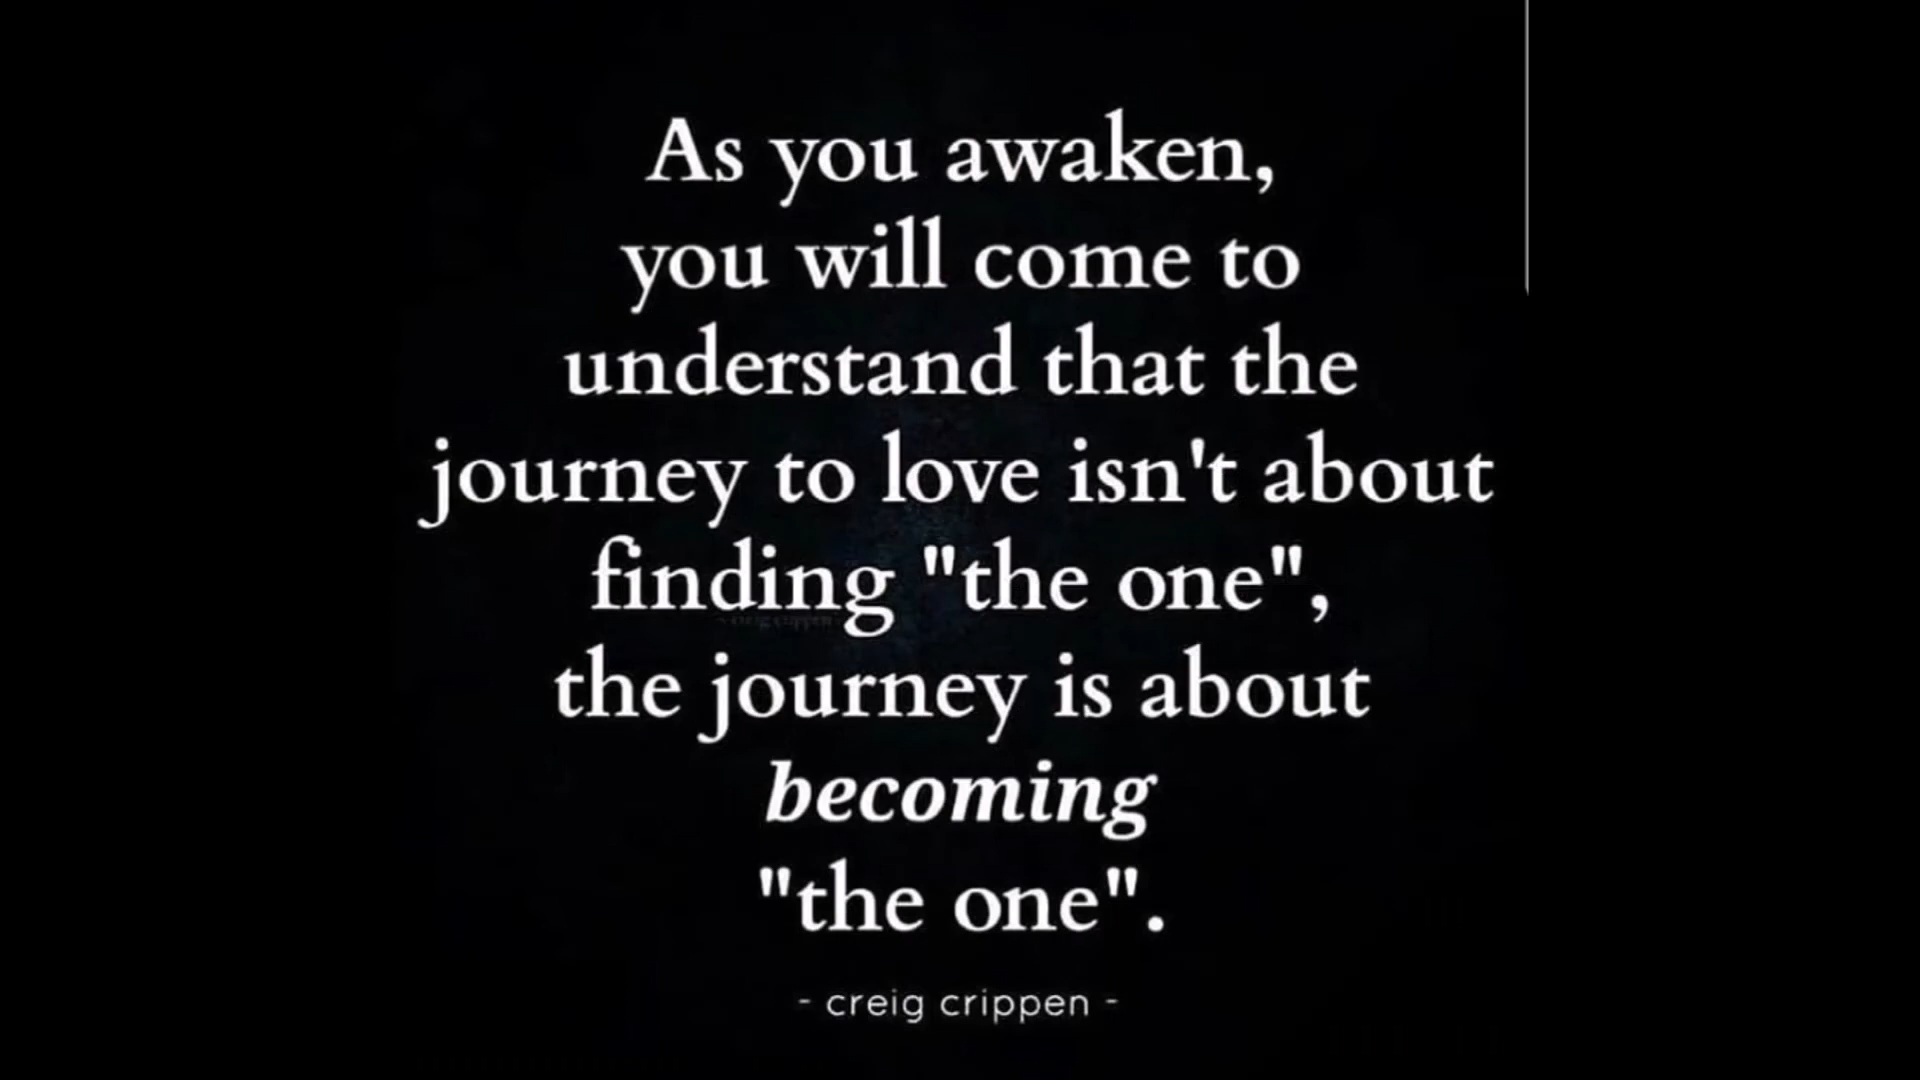 As you awaken,
you will come to
understand that the
journey to love isn't about
finding "the one",
the journey is about
becoming
"the one".
- creig crippen -